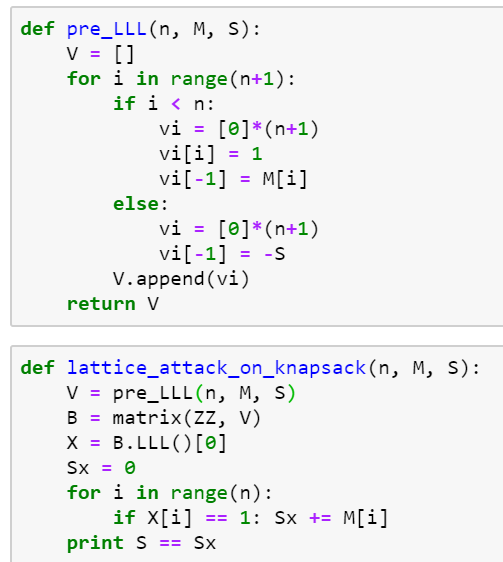 def pre_LLL(n, M, S):
    V = []
    for i in range(n+1):
        if i < n:
            vi = [0]*(n+1)
            vi[i] = 1
            vi[-1] = M[i]
        else:
            vi = [0]*(n+1)
            vi[-1] = -S
        V.append(vi)
    return V
def lattice_attack_on_knapsack(n, M, S):
    V = pre_LLL(n, M, S)
    B = matrix(ZZ, V)
    X = B.LLL()[0]
    Sx = 0
    for i in range(n):
        if X[i] == 1: Sx += M[i]
    print S == Sx